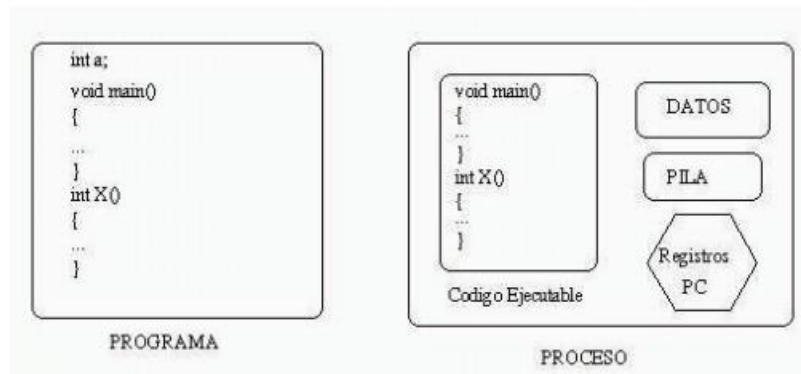 int a;
void main()
{
...
}
int X()
{
...
}
PROGRAMA
void main()
{
...
}
int X()
{
...
}
Codigo Ejecutable
DATOS
PILA
Registros
PC
PROCESO